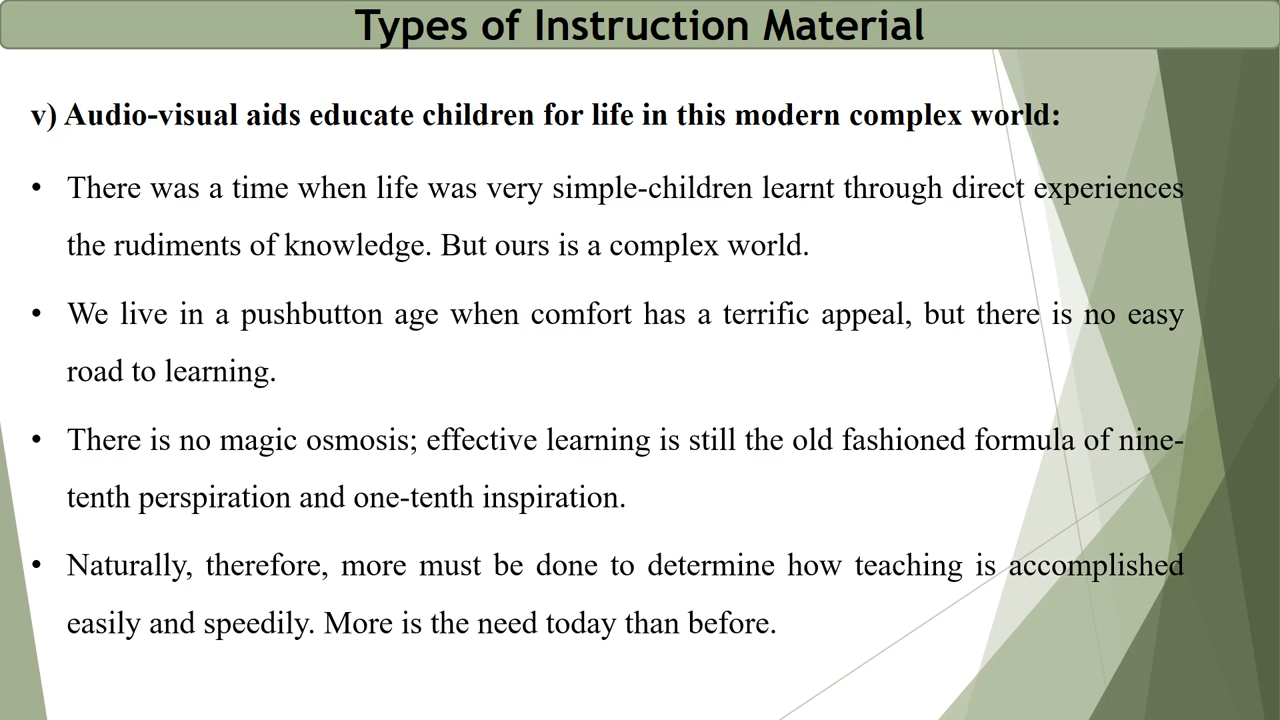 Types of Instruction Material
v) Audio-visual aids educate children for life in this modern complex world:
• There was a time when life was very simple-children learnt through direct experiences
the rudiments of knowledge. But ours is a complex world.
• We live in a pushbutton age when comfort has a terrific appeal, but there is no easy
road to learning.
• There is no magic osmosis; effective learning is still the old fashioned formula of nine-
tenth perspiration and one-tenth inspiration.
• Naturally, therefore, more must be done to determine how teaching is accomplished
easily and speedily. More is the need today than before.